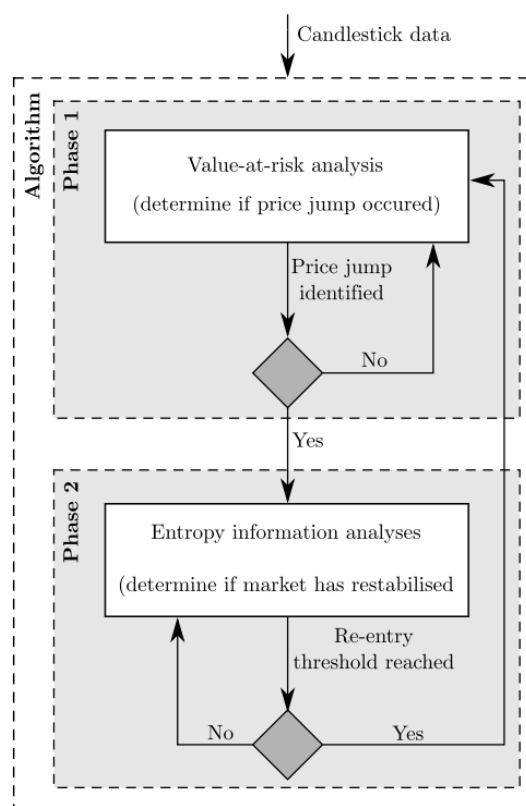 Candlestick data
Algorithm
Phase 1
Value-at-risk analysis
(determine if price jump occured)
Price jump
identified
No
Yes
Phase 2
Entropy information analyses
(determine if market has restabilised
Re-entry
threshold reached
No
Yes